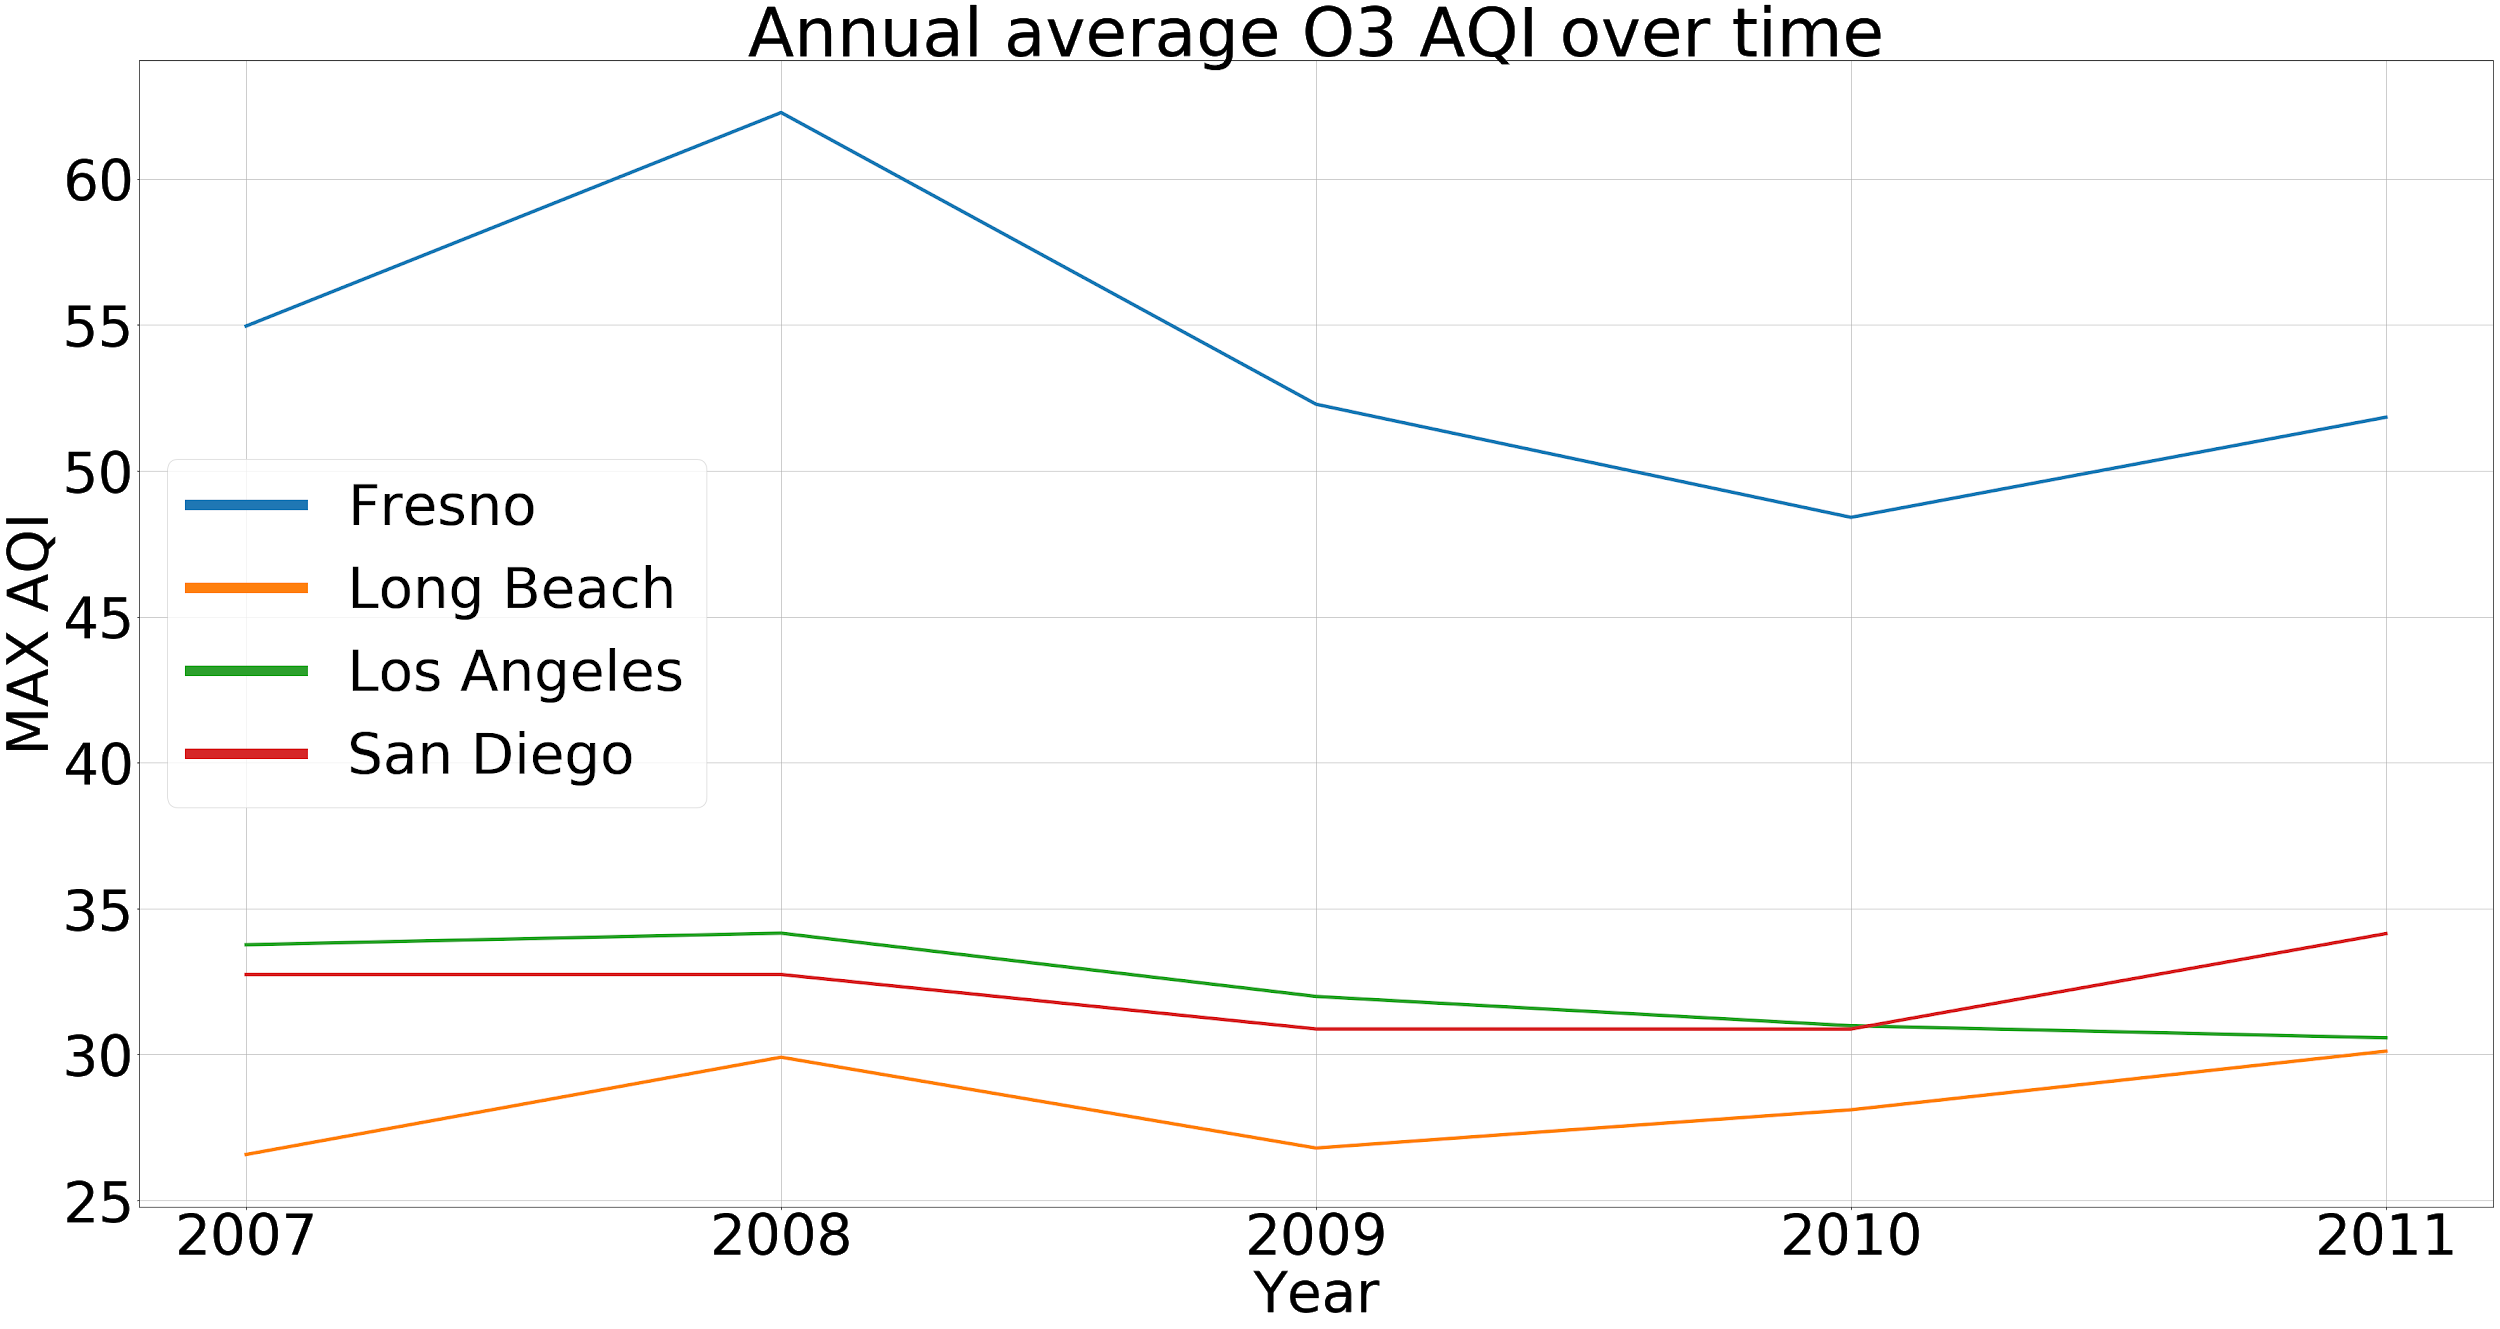 Annual average O3 AQI over time
MAX AQI
60
55
50
45
40
35
30
25
Fresno
Long Beach
Los Angeles
San Diego
2007 2008 2009 2010 2011
Year